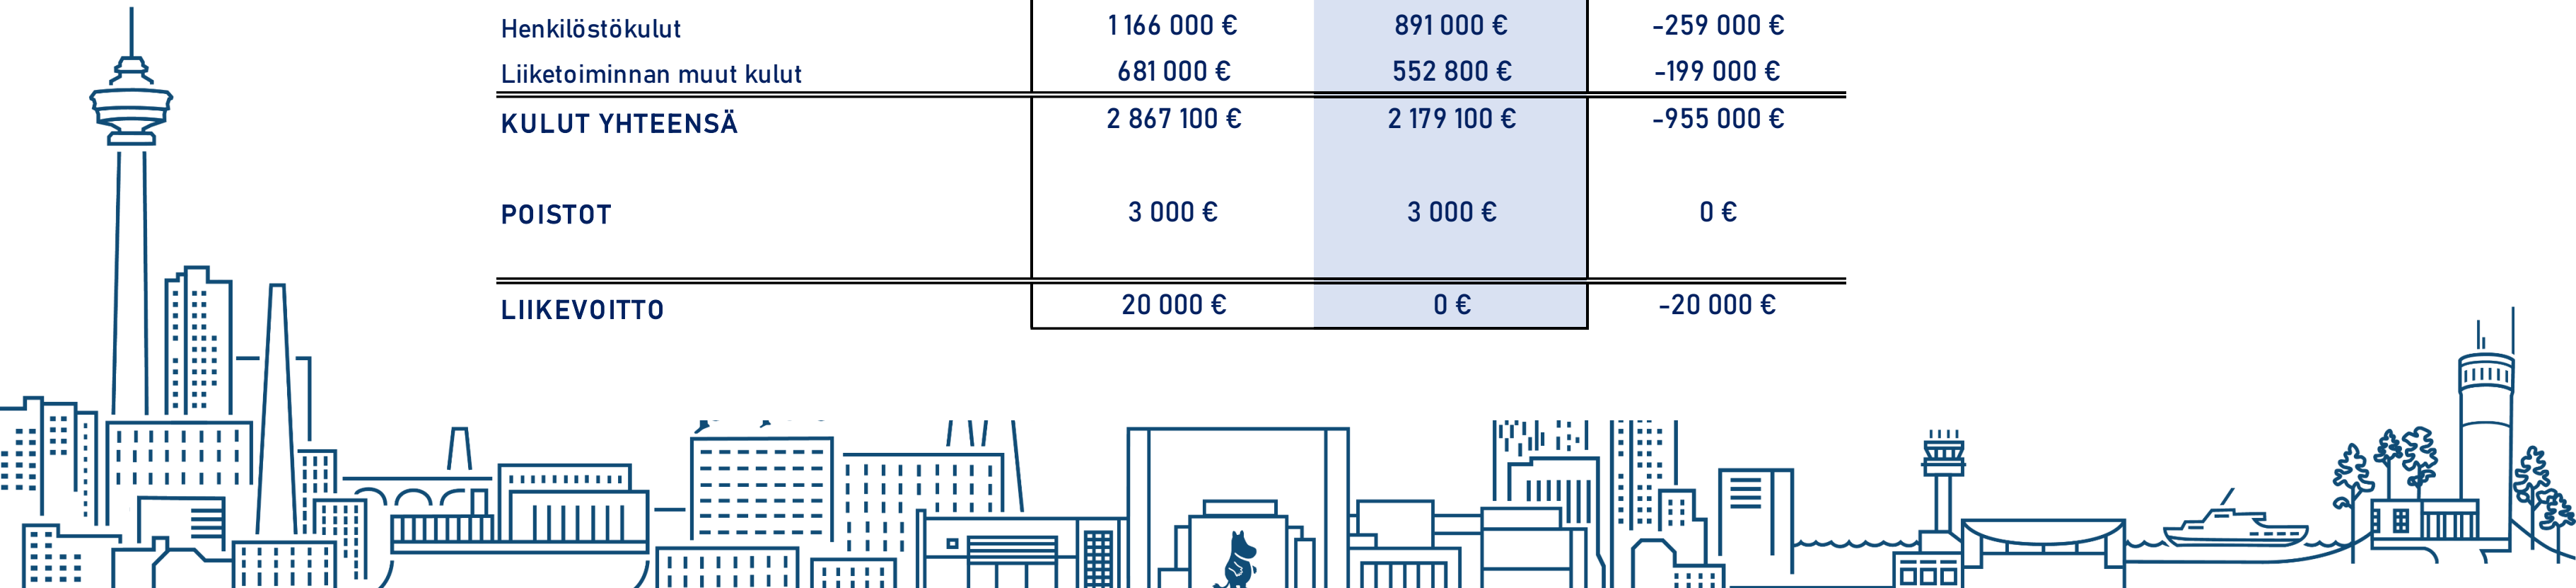 Henkilöstökulut 1 166 000 € 891 000 € -259 000 €
Liiketoiminnan muut kulut 681 000 € 552 800 € -199 000 €
KULUT YHTEENSÄ 2 867 100 € 2 179 100 € -955 000 €
POISTOT 3 000 € 3 000 € 0 €
LIIKEVOITTO 20 000 € 0 € -20 000 €